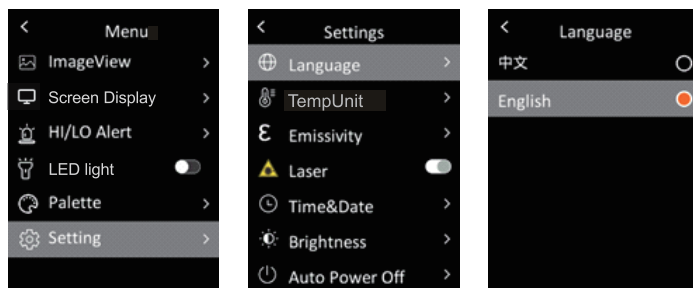 Menu
ImageView
Screen Display
HI/LO Alert
LED light
Palette
Setting
Settings
Language
TempUnit
Emissivity
Laser
Time&Date
Brightness
Auto Power Off
Language
中文
English